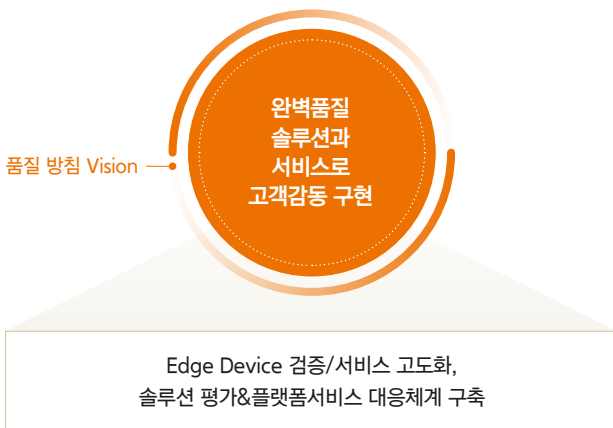 완벽품질
솔루션과
서비스로
고객감동 구현
품질 방침 Vision
Edge Device 검증/서비스 고도화,
솔루션 평가&플랫폼서비스 대응체계 구축